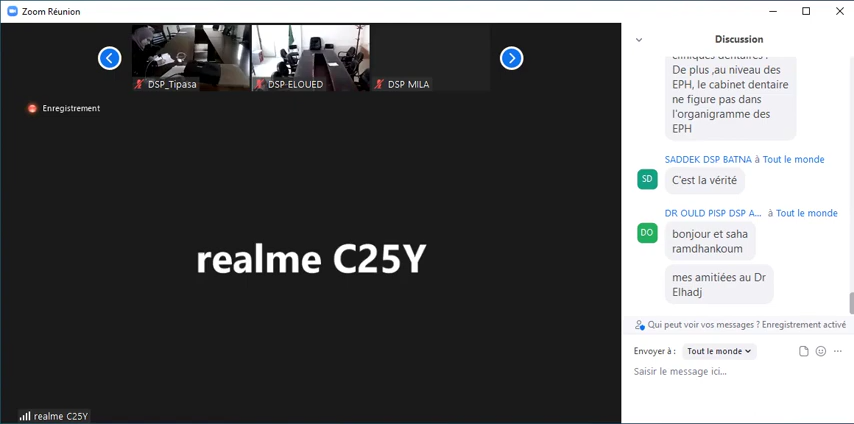 Zoom Réunion
DSP_Tipasa
DSP ELOUED
DSP MILA
Enregistrement
realme C25Y
realme C25Y
Discussion
De plus ,au niveau des
EPH, le cabinet dentaire
ne figure pas dans
l'organigramme des
EPH
SADDEK DSP BATNA à Tout le monde
SD
C'est la vérité
DR OULD PISP DSP A... à Tout le monde
DO
bonjour et saha
ramdhankoum
mes amitiées au Dr
Elhadj
Qui peut voir vos messages ? Enregistrement activé
Envoyer à : Tout le monde
Saisir le message ici...